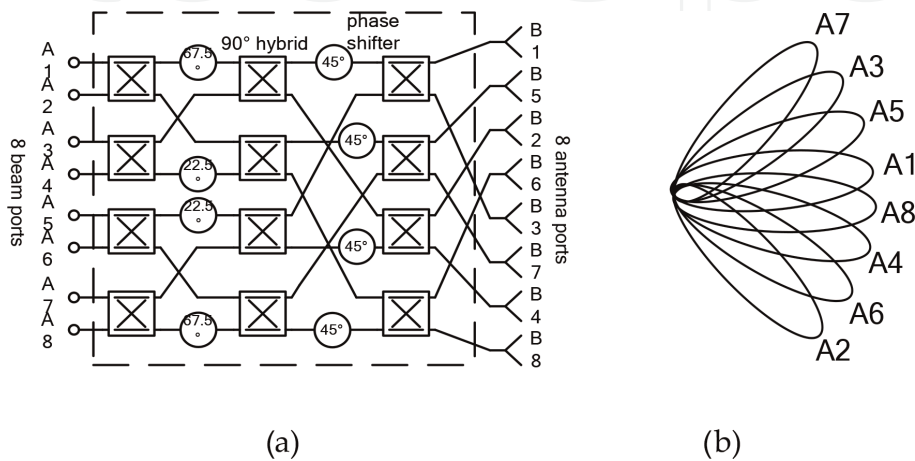 phase
shifter
90° hybrid
A
1
A
2
A
3
A
4
A
5
A
6
A
7
A
8
8 beam ports
67.5
°
22.5
°
22.5
°
67.5
°
45°
45°
45°
45°
B
1
B
5
B
2
B
6
B
3
B
7
B
4
B
8
8 antenna ports
A7
A3
A5
A1
A8
A4
A6
A2
(a)
(b)